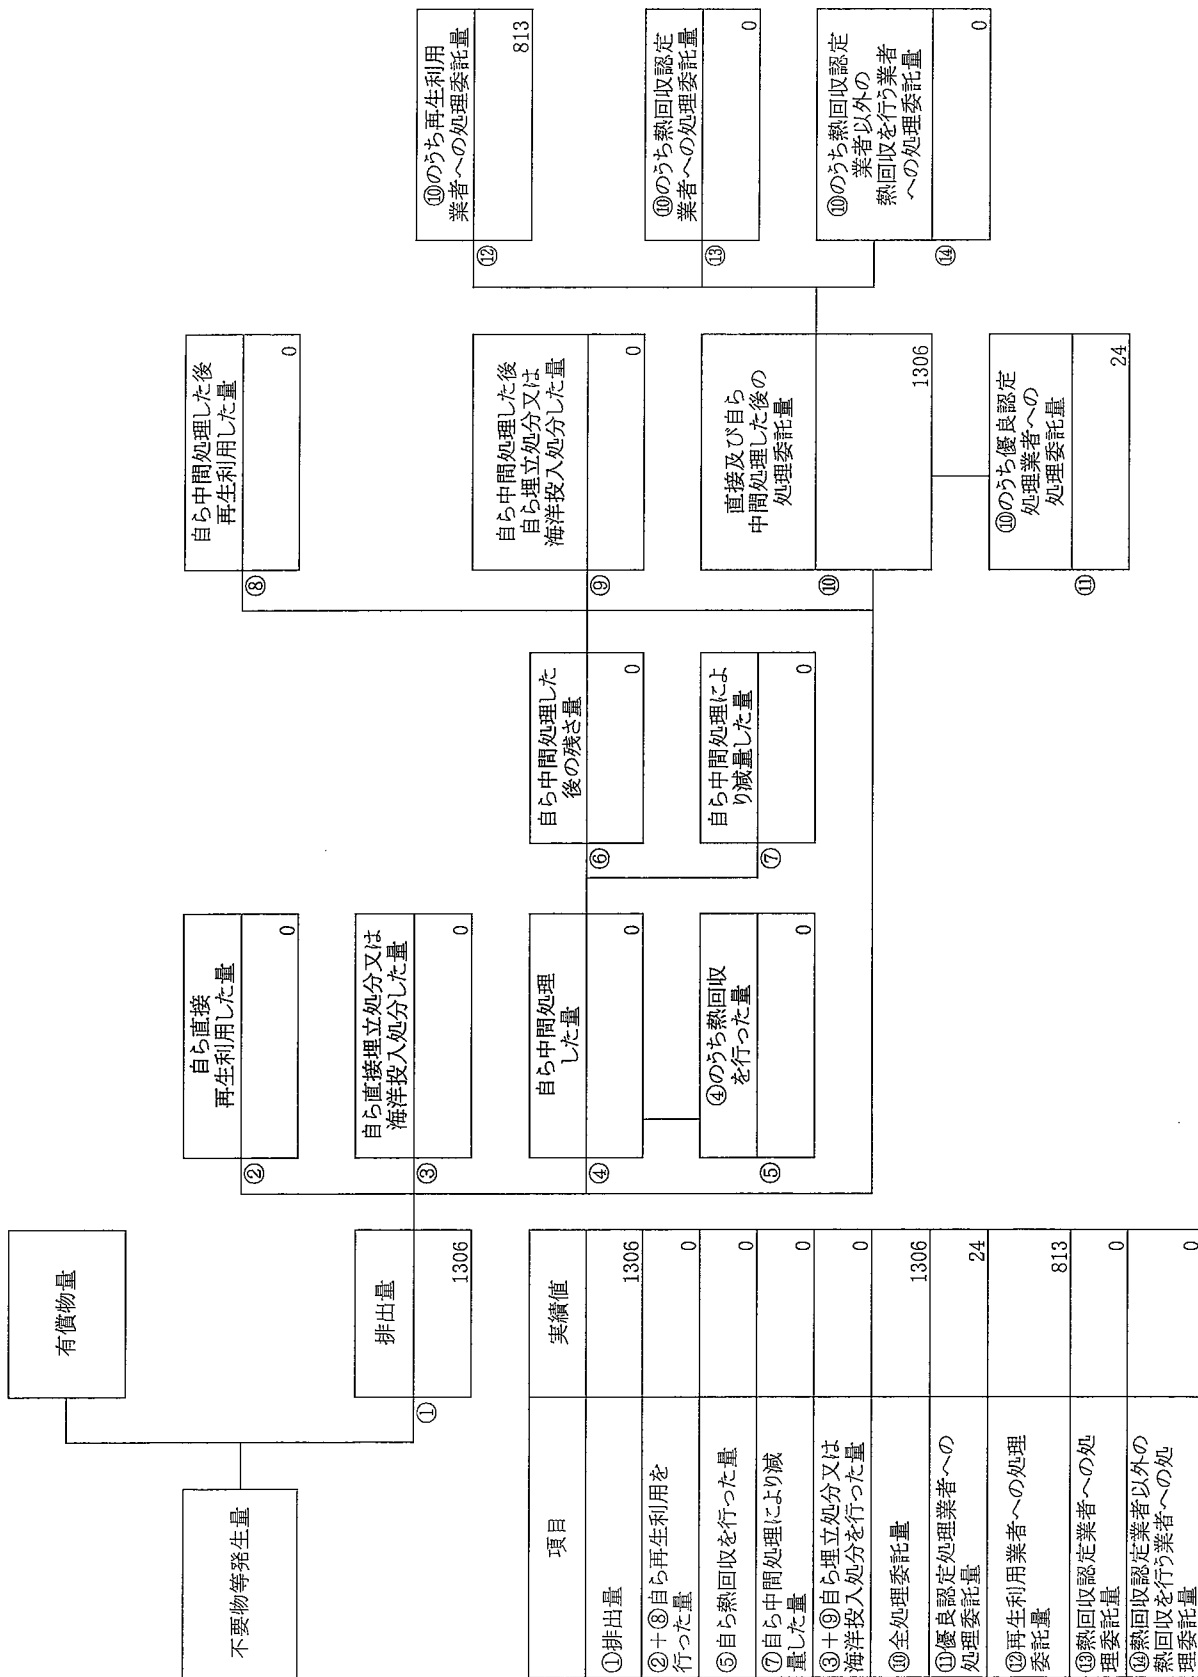 有償物量
不要物等発生量
①
排出量
1306
②
自ら直接
再生利用した量
0
③
自ら直接埋立処分又は
海洋投入処分した量
0
④
自ら中間処理
した量
0
⑤
④のうち熱回収
を行った量
0
⑥
自ら中間処理した
後の残さ量
0
⑦
自ら中間処理によ
り減量した量
0
⑧
自ら中間処理した後
再生利用した量
0
⑨
自ら中間処理した後
自ら埋立処分又は
海洋投入処分した量
0
⑩
直接及び自ら
中間処理した後の
処理委託量
1306
⑪
⑩のうち優良認定
処理業者への
処理委託量
24
⑫
⑩のうち再生利用
業者への処理委託量
813
⑬
⑩のうち熱回収認定
業者への処理委託量
0
⑭
⑩のうち熱回収認定
業者以外の
熱回収を行う業者
への処理委託量
0
項目 実績値
①排出量 1306
②+⑧自ら再生利用を
行った量 0
⑤自ら熱回収を行った量 0
⑦自ら中間処理により減
量した量 0
③+⑨自ら埋立処分又は
海洋投入処分を行った量 0
⑩全処理委託量 1306
⑪優良認定処理業者への
処理委託量 24
⑫再生利用業者への処理
委託量 813
⑬熱回収認定業者への処
理委託量 0
⑭熱回収認定業者以外の
熱回収を行う業者への処
理委託量 0